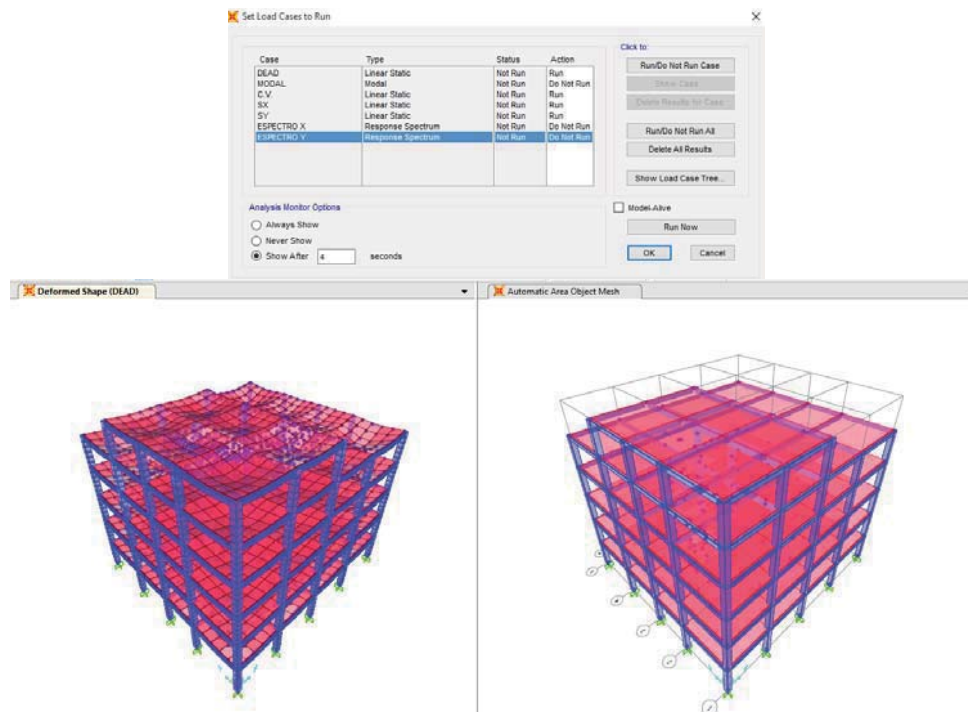 Set Load Cases to Run
Click to:
Case Type Status Action
DEAD Linear Static Not Run Run
MODAL Modal Not Run Do Not Run
C.V. Linear Static Not Run Run
SX Linear Static Not Run Run
SY Linear Static Not Run Run
ESPECTRO X Response Spectrum Not Run Do Not Run
ESPECTRO Y Response Spectrum Not Run Do Not Run
Run/Do Not Run Case
Show Case
Delete Results for Case
Run/Do Not Run All
Delete All Results
Show Load Case Tree...
Analysis Monitor Options
Always Show
Never Show
Show After 4 seconds
Model-Alive
Run Now
OK Cancel
Deformed Shape (DEAD)
Automatic Area Object Mesh